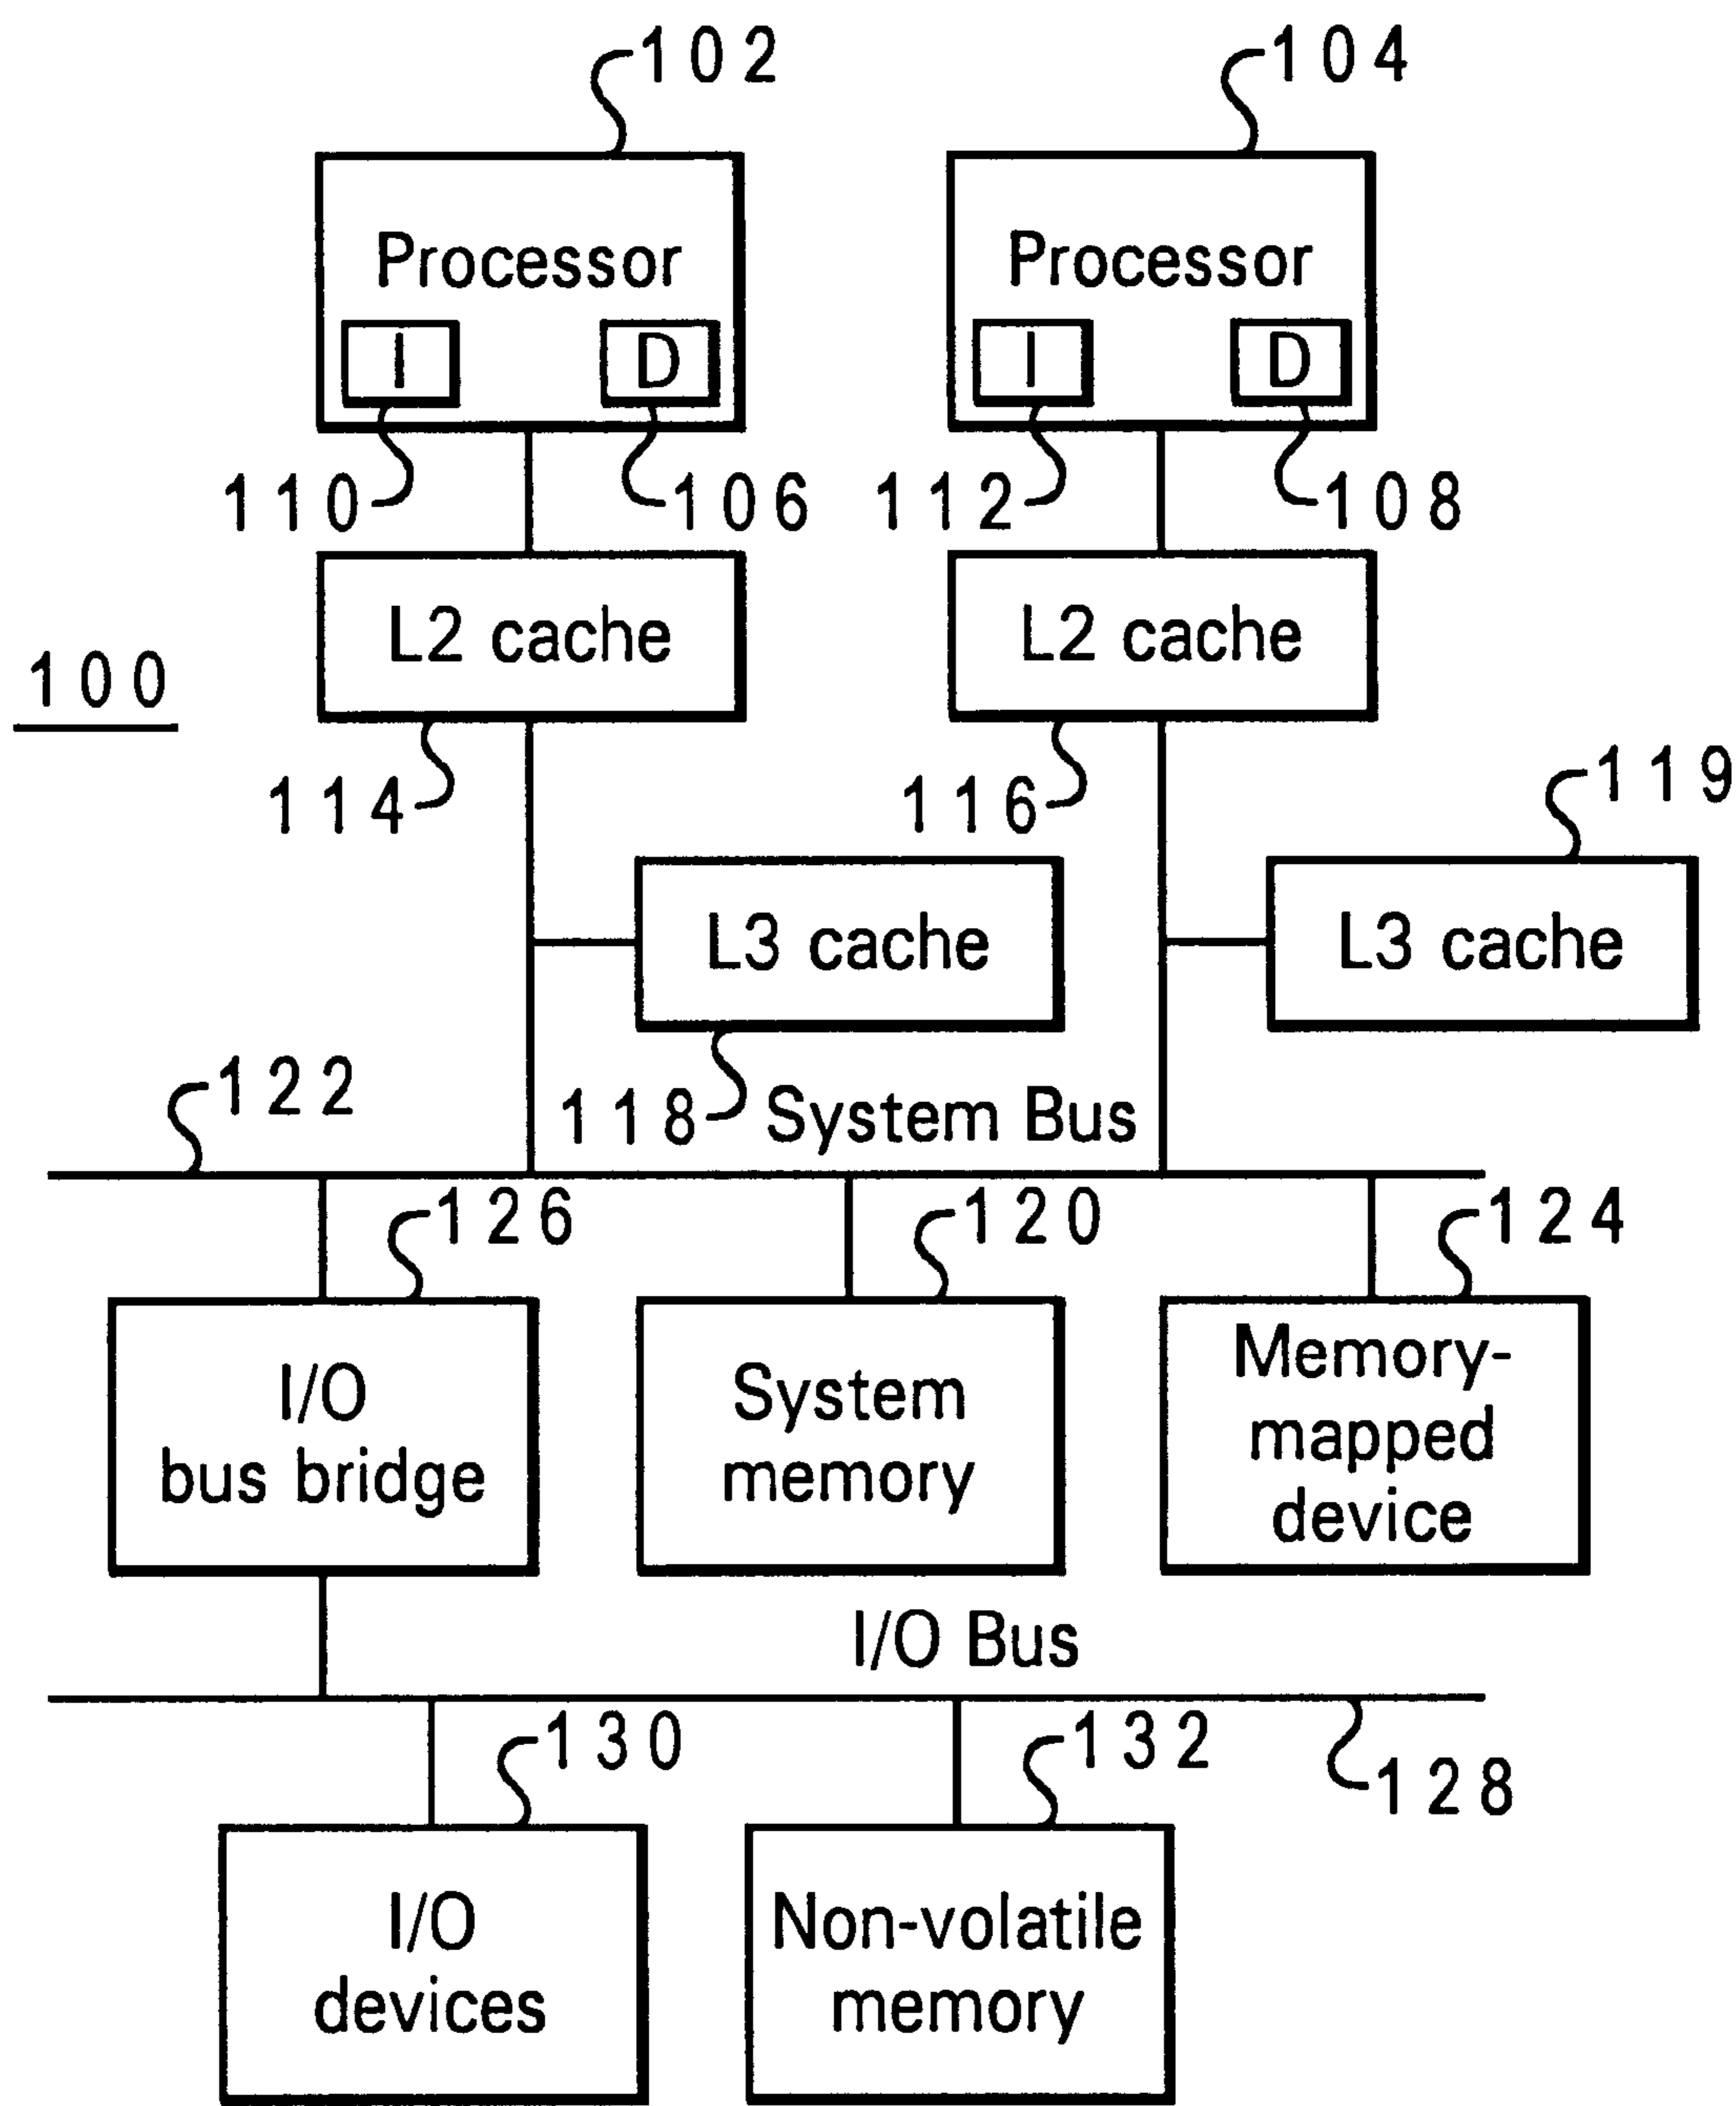 102
104
Processor
Processor
I
D
I
D
110
106
112
108
L2 cache
L2 cache
100
114
116
119
L3 cache
L3 cache
122
118
System Bus
126
120
124
I/O
bus bridge
System
memory
Memory-
mapped
device
I/O Bus
130
132
128
I/O
devices
Non-volatile
memory